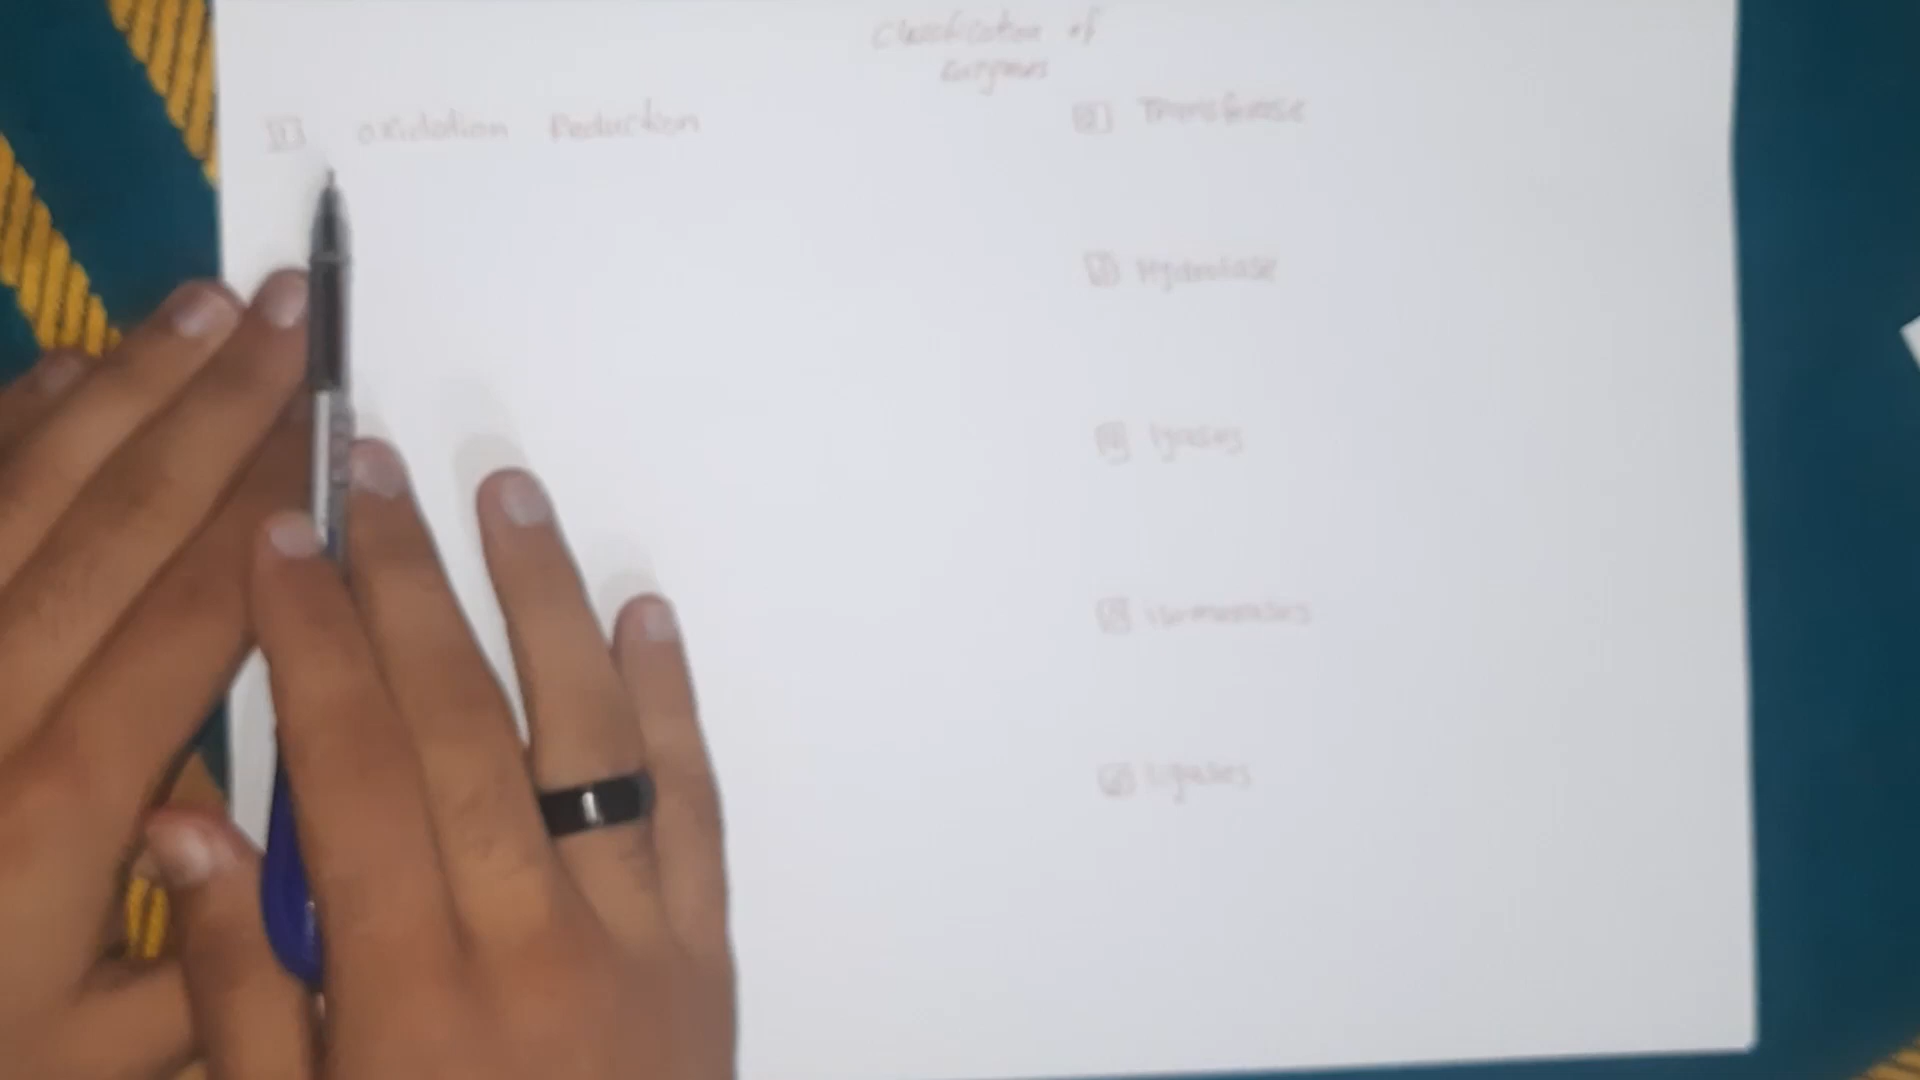 Classification of
Enzymes
1 oxidation Reduction
2 Transferase
3 Hydrolase
4 lyases
5 Isomerases
6 ligases